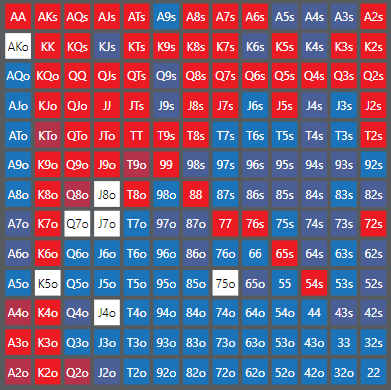 AA AKs AQs AJs ATs A9s A8s A7s A6s A5s A4s A3s A2s
AKo KK KQs KJs KTs K9s K8s K7s K6s K5s K4s K3s K2s
AQo KQo QQ QJs QTs Q9s Q8s Q7s Q6s Q5s Q4s Q3s Q2s
AJo KJo QJo JJ JTs J9s J8s J7s J6s J5s J4s J3s J2s
ATo KTo QTo JTo TT T9s T8s T7s T6s T5s T4s T3s T2s
A9o K9o Q9o J9o T9o 99 98s 97s 96s 95s 94s 93s 92s
A8o K8o Q8o J8o T8o 98o 88 87s 86s 85s 84s 83s 82s
A7o K7o Q7o J7o T7o 97o 87o 77 76s 75s 74s 73s 72s
A6o K6o Q6o J6o T6o 96o 86o 76o 66 65s 64s 63s 62s
A5o K5o Q5o J5o T5o 95o 85o 75o 65o 55 54s 53s 52s
A4o K4o Q4o J4o T4o 94o 84o 74o 64o 54o 44 43s 42s
A3o K3o Q3o J3o T3o 93o 83o 73o 63o 53o 43o 33 32s
A2o K2o Q2o J2o T2o 92o 82o 72o 62o 52o 42o 32o 22